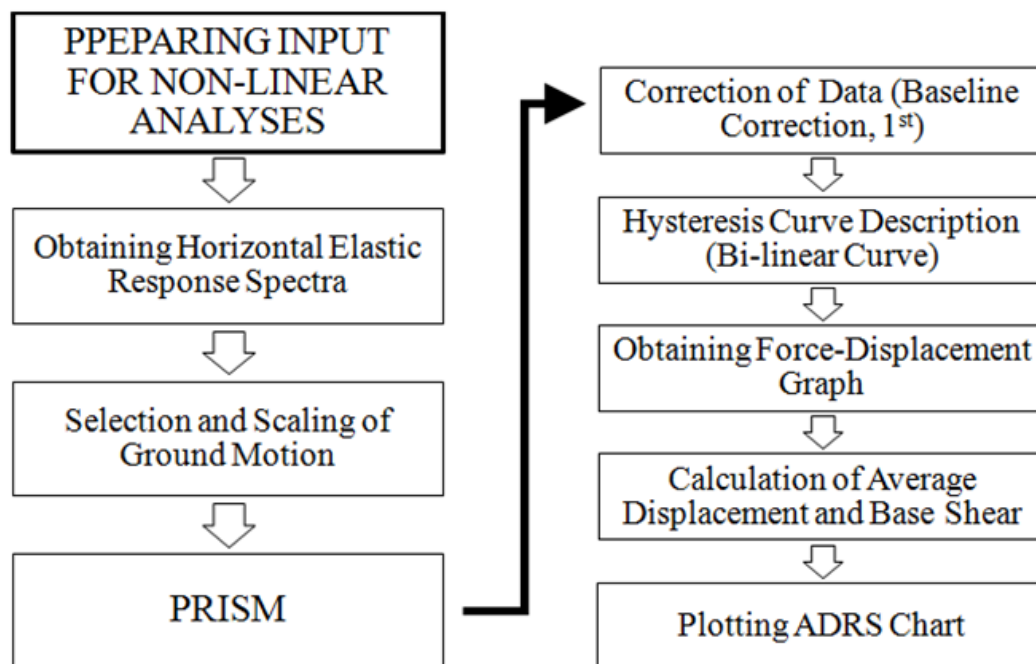 PPEPARING INPUT
FOR NON-LINEAR
ANALYSES
Obtaining Horizontal Elastic
Response Spectra
Selection and Scaling of
Ground Motion
PRISM
Correction of Data (Baseline
Correction, 1st)
Hysteresis Curve Description
(Bi-linear Curve)
Obtaining Force-Displacement
Graph
Calculation of Average
Displacement and Base Shear
Plotting ADRS Chart